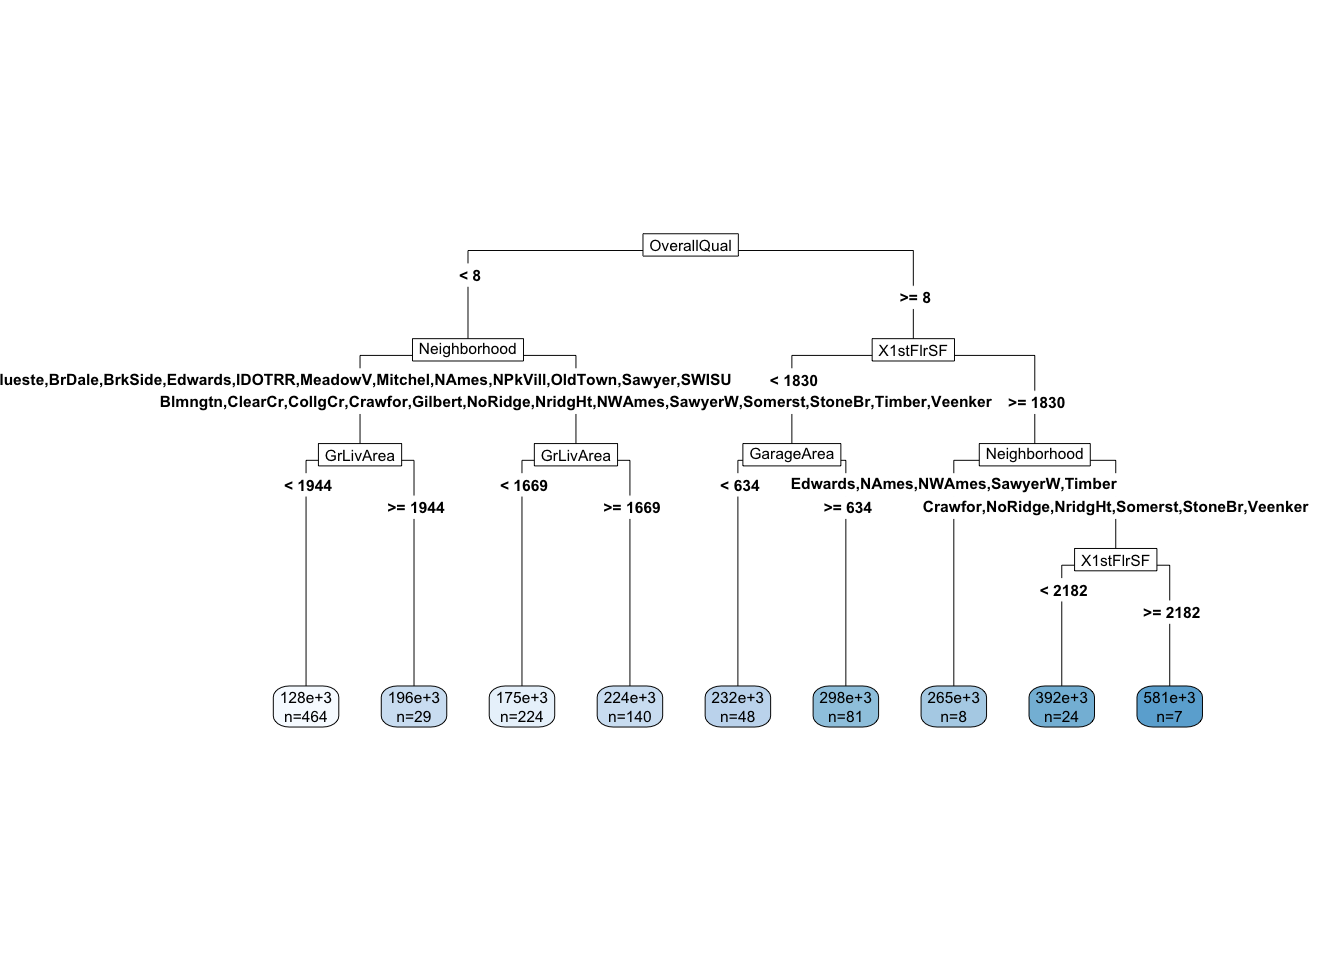 OverallQual
< 8
>= 8
Neighborhood
X1stFlrSF
lueste,BrDale,BrkSide,Edwards,IDOTRR,MeadowV,Mitchel,NAmes,NPkVill,OldTown,Sawyer,SWISU
< 1830
Blmngtn,ClearCr,CollgCr,Crawfor,Gilbert,NoRidge,NridgHt,NWAmes,SawyerW,Somerst,StoneBr,Timber,Veenker
>= 1830
GrLivArea
GrLivArea
GarageArea
Neighborhood
< 1944
< 1669
< 634
Edwards,NAmes,NWAmes,SawyerW,Timber
>= 1944
>= 1669
>= 634
Crawfor,NoRidge,NridgHt,Somerst,StoneBr,Veenker
X1stFlrSF
< 2182
>= 2182
128e+3
n=464
196e+3
n=29
175e+3
n=224
224e+3
n=140
232e+3
n=48
298e+3
n=81
265e+3
n=8
392e+3
n=24
581e+3
n=7